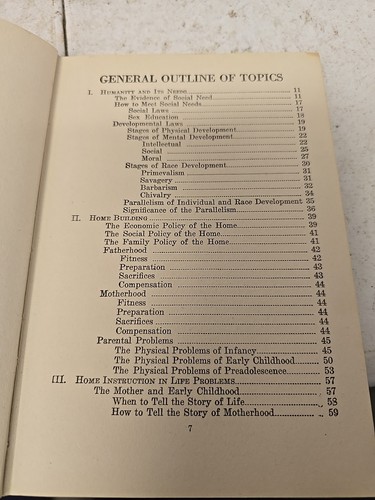 GENERAL OUTLINE OF TOPICS
I. HUMANITY AND ITS NEEDS 11
The Evidence of Social Need 11
How to Meet Social Needs 17
Social Laws 17
Sex Education 18
Developmental Laws 19
Stages of Physical Development 19
Stages of Mental Development 22
Intellectual 22
Social 25
Moral 27
Stages of Race Development 30
Primevalism 31
Savagery 31
Barbarism 32
Chivalry 34
Parallelism of Individual and Race Development 35
Significance of the Parallelism 36
II. HOME BUILDING 39
The Economic Policy of the Home 39
The Social Policy of the Home 41
The Family Policy of the Home 41
Fatherhood 42
Fitness 42
Preparation 43
Sacrifices 43
Compensation 44
Motherhood 44
Fitness 44
Preparation 44
Sacrifices 44
Compensation 44
Parental Problems 45
The Physical Problems of Infancy 45
The Physical Problems of Early Childhood 50
The Physical Problems of Preadolescence 53
III. HOME INSTRUCTION IN LIFE PROBLEMS 57
The Mother and Early Childhood 57
When to Tell the Story of Life 58
How to Tell the Story of Motherhood 59
7